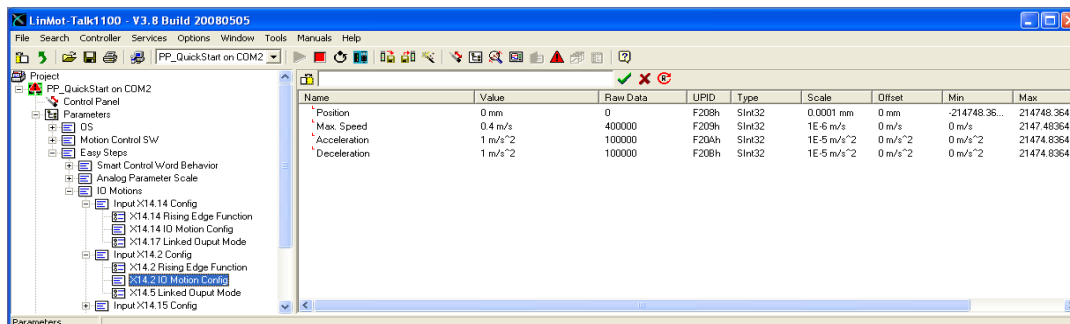 LinMot-Talk1100 - V3.8 Build 20080505
File Search Controller Services Options Window Tools Manuals Help
PP_QuickStart on COM2
Project
PP_QuickStart on COM2
Control Panel
Parameters
OS
Motion Control SW
Easy Steps
Smart Control Word Behavior
Analog Parameter Scale
IO Motions
Input X14.14 Config
X14.14 Rising Edge Function
X14.14 IO Motion Config
X14.17 Linked Ouput Mode
Input X14.2 Config
X14.2 Rising Edge Function
X14.2 IO Motion Config
X14.5 Linked Ouput Mode
Input X14.15 Config
Name Value Raw Data UPID Type Scale Offset Min Max
Position 0 mm 0 F208h SInt32 0.0001 mm 0 mm -214748.36... 214748.364
Max. Speed 0.4 m/s 400000 F209h SInt32 1E-6 m/s 0 m/s 0 m/s 2147.48364
Acceleration 1 m/s^2 100000 F20Ah SInt32 1E-5 m/s^2 0 m/s^2 0 m/s^2 21474.8364
Deceleration 1 m/s^2 100000 F20Bh SInt32 1E-5 m/s^2 0 m/s^2 0 m/s^2 21474.8364
Parameters